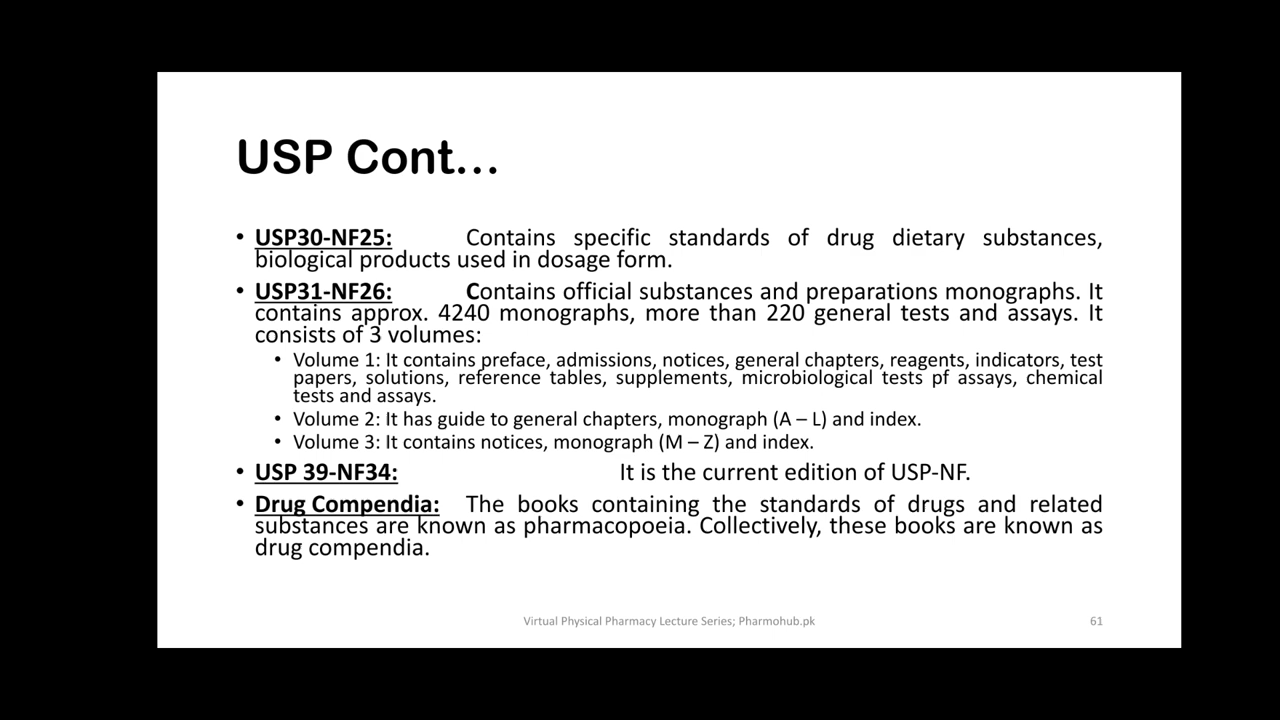 USP Cont…
• USP30-NF25: Contains specific standards of drug dietary substances,
biological products used in dosage form.
• USP31-NF26: Contains official substances and preparations monographs. It
contains approx. 4240 monographs, more than 220 general tests and assays. It
consists of 3 volumes:
• Volume 1: It contains preface, admissions, notices, general chapters, reagents, indicators, test
papers, solutions, reference tables, supplements, microbiological tests pf assays, chemical
tests and assays.
• Volume 2: It has guide to general chapters, monograph (A – L) and index.
• Volume 3: It contains notices, monograph (M – Z) and index.
• USP 39-NF34: It is the current edition of USP-NF.
• Drug Compendia: The books containing the standards of drugs and related
substances are known as pharmacopoeia. Collectively, these books are known as
drug compendia.
Virtual Physical Pharmacy Lecture Series; Pharmohub.pk 61